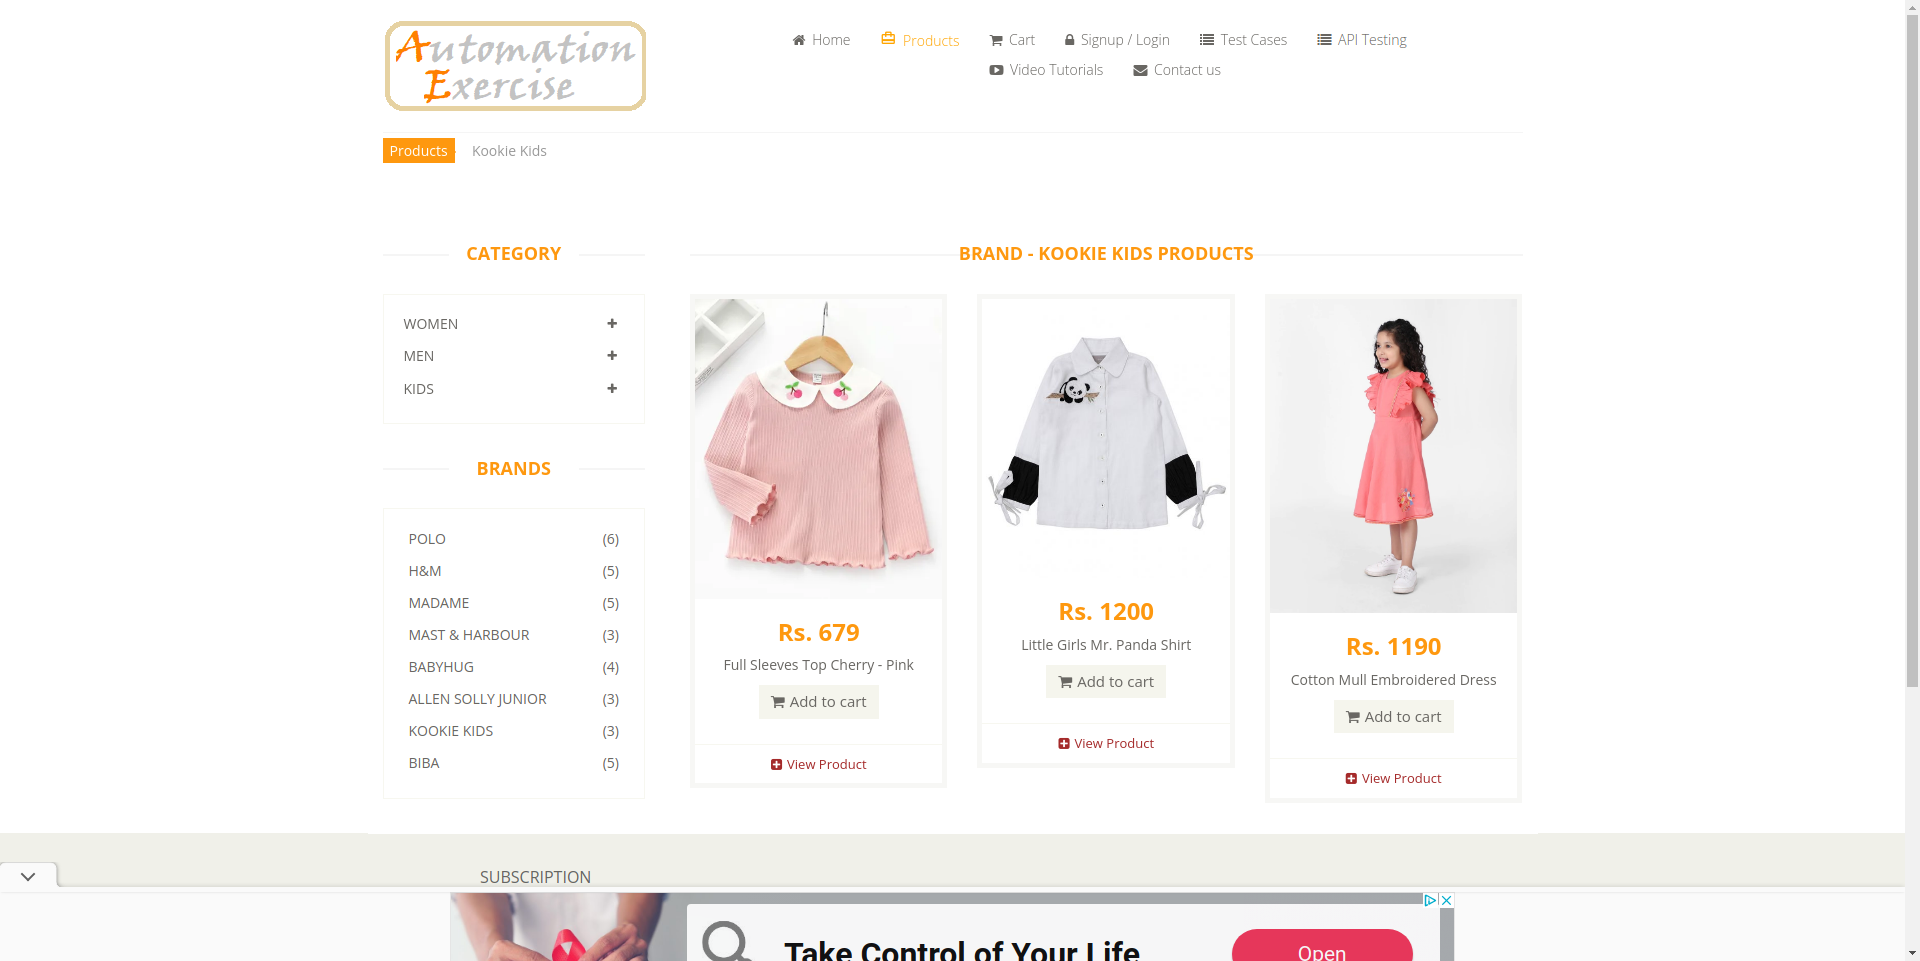 Automation
Exercise
Home
Products
Cart
Signup / Login
Test Cases
API Testing
Video Tutorials
Contact us
Products
Kookie Kids
CATEGORY
WOMEN
MEN
KIDS
BRANDS
POLO (6)
H&M (5)
MADAME (5)
MAST & HARBOUR (3)
BABYHUG (4)
ALLEN SOLLY JUNIOR (3)
KOOKIE KIDS (3)
BIBA (5)
BRAND - KOOKIE KIDS PRODUCTS
Rs. 679
Full Sleeves Top Cherry - Pink
Add to cart
View Product
Rs. 1200
Little Girls Mr. Panda Shirt
Add to cart
View Product
Rs. 1190
Cotton Mull Embroidered Dress
Add to cart
View Product
SUBSCRIPTION
Take Control of Your Life
Open